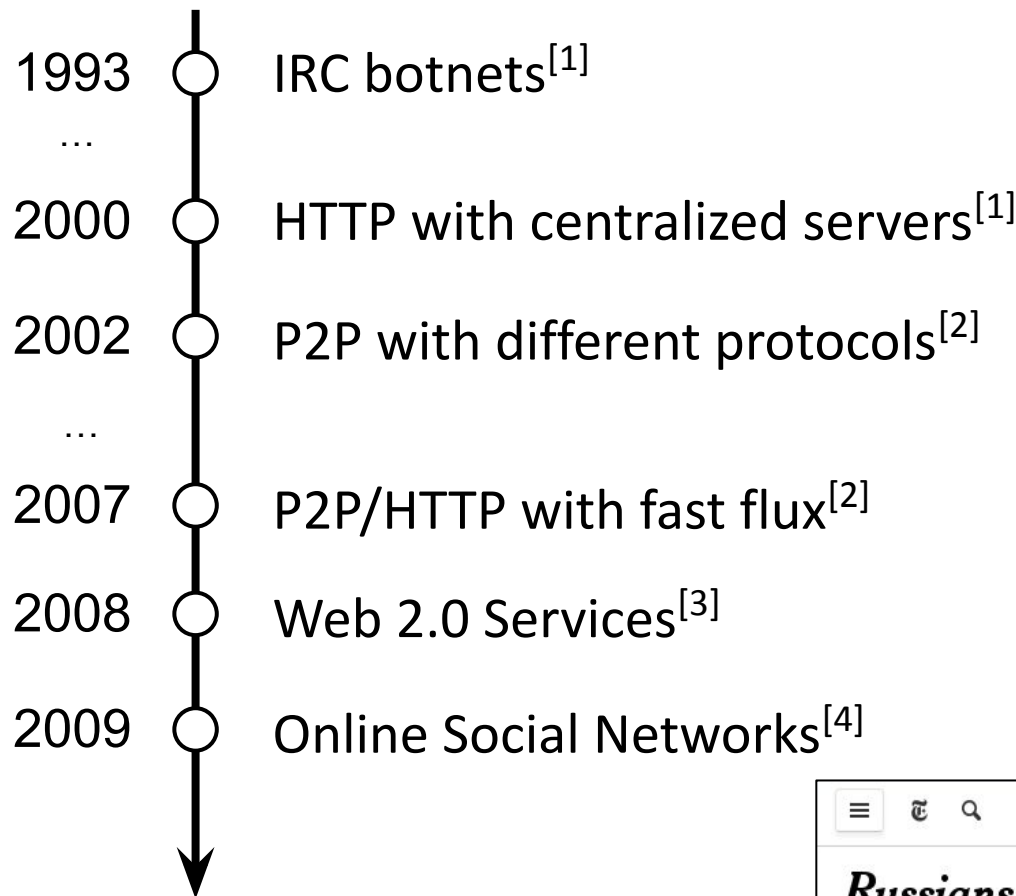 1993 IRC botnets[1]
...
2000 HTTP with centralized servers[1]
2002 P2P with different protocols[2]
...
2007 P2P/HTTP with fast flux[2]
2008 Web 2.0 Services[3]
2009 Online Social Networks[4]
Russians